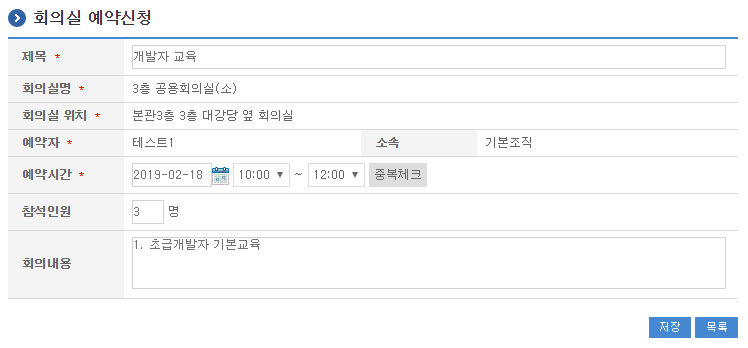 회의실 예약신청
제목 * 개발자 교육
회의실명 * 3층 공용회의실(소)
회의실 위치 * 본관3층 3층 대강당 옆 회의실
예약자 * 테스트1 소속 기본조직
예약시간 * 2019-02-18 10:00 ▼ ~ 12:00 ▼ 중복체크
참석인원 3 명
회의내용 1. 초급개발자 기본교육
저장 목록